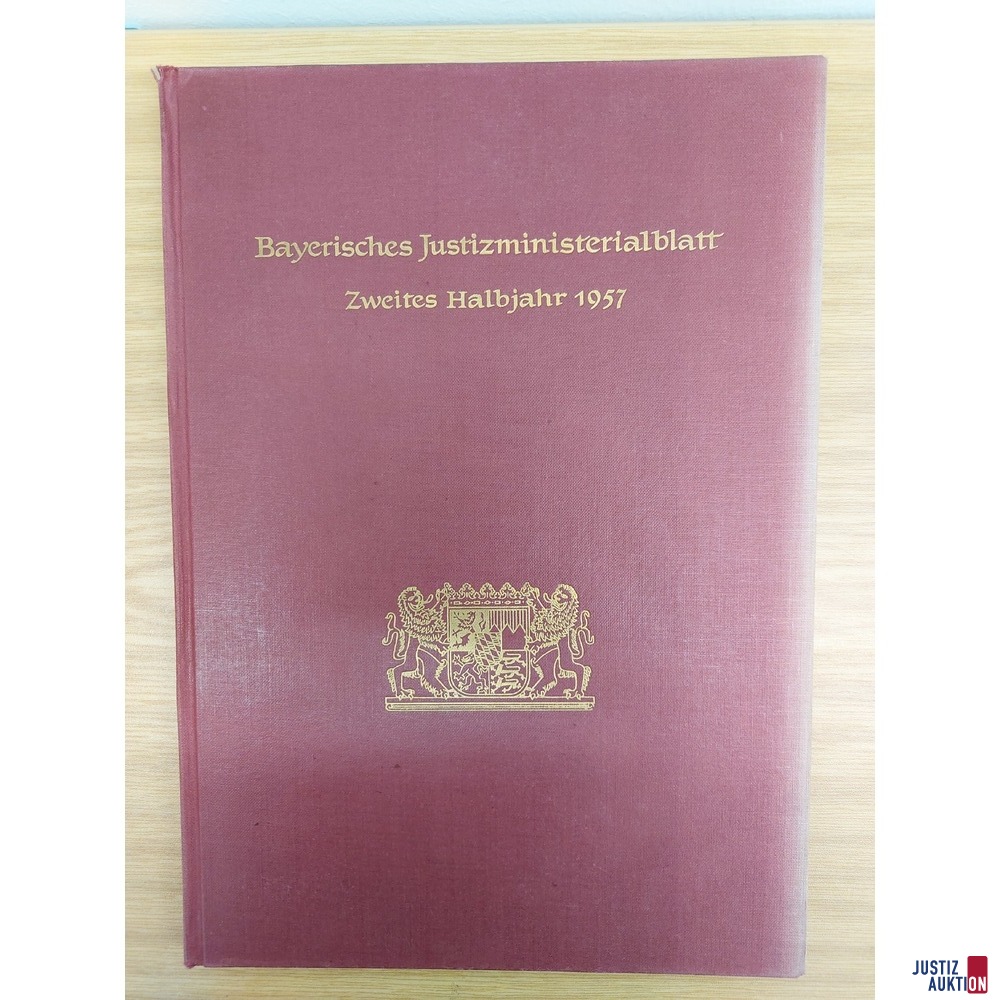 Bayerisches Justizministerialblatt
Zweites Halbjahr 1957
JUSTIZ
AUKTION